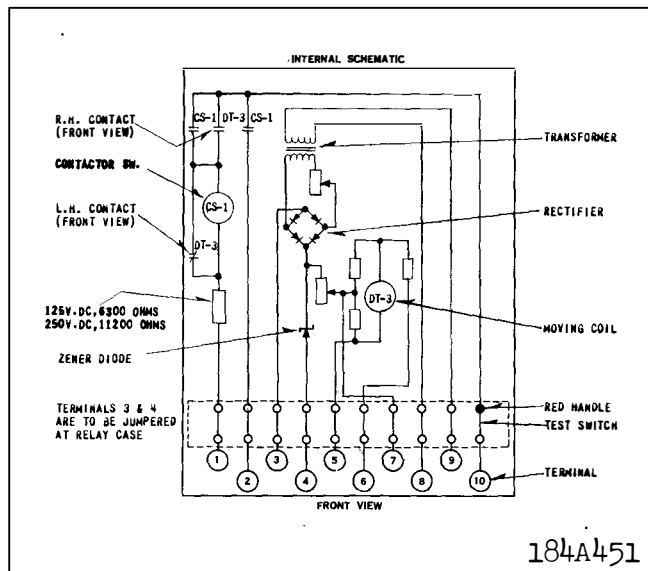 INTERNAL SCHEMATIC
CS-1 DT-3 CS-1
R.H. CONTACT
(FRONT VIEW)
TRANSFORMER
CONTACTOR SW.
CS-1
RECTIFIER
L.H. CONTACT
(FRONT VIEW)
DT-3
DT-3
125V.DC,6300 OHMS
250V.DC,11200 OHMS
MOVING COIL
ZENER DIODE
TERMINALS 3 & 4
ARE TO BE JUMPERED
AT RELAY CASE
RED HANDLE
TEST SWITCH
1 3 5 7 9
2 4 6 8 10
TERMINAL
FRONT VIEW
184A451